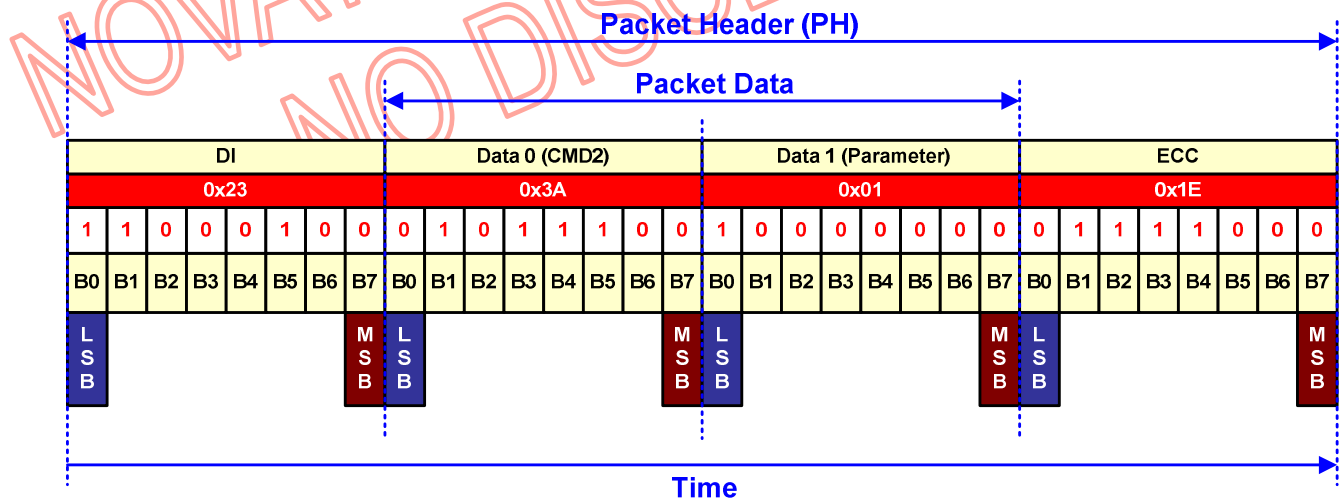 Packet Header (PH)
Packet Data
DI Data 0 (CMD2) Data 1 (Parameter) ECC
0x23 0x3A 0x01 0x1E
1 1 0 0 0 1 0 0 0 1 0 1 1 1 0 0 1 0 0 0 0 0 0 0 0 1 1 1 1 0 0 0
B0 B1 B2 B3 B4 B5 B6 B7 B0 B1 B2 B3 B4 B5 B6 B7 B0 B1 B2 B3 B4 B5 B6 B7 B0 B1 B2 B3 B4 B5 B6 B7
LSB MSB LSB MSB LSB MSB LSB MSB
Time
NO